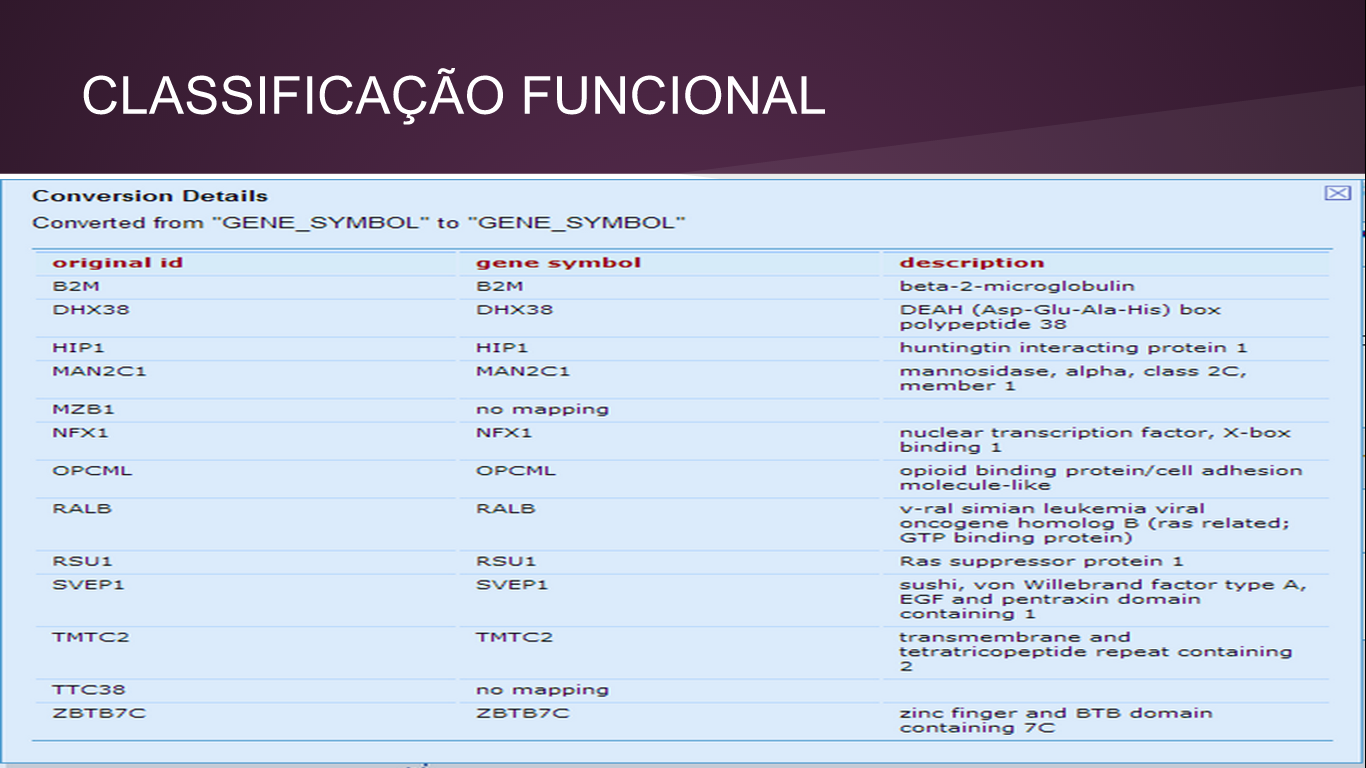 CLASSIFICAÇÃO FUNCIONAL
Conversion Details
Converted from "GENE_SYMBOL" to "GENE_SYMBOL"
original id gene symbol description
B2M B2M beta-2-microglobulin
DHX38 DHX38 DEAH (Asp-Glu-Ala-His) box
polypeptide 38
HIP1 HIP1 huntingtin interacting protein 1
MAN2C1 MAN2C1 mannosidase, alpha, class 2C,
member 1
MZB1 no mapping
NFX1 NFX1 nuclear transcription factor, X-box
binding 1
OPCML OPCML opioid binding protein/cell adhesion
molecule-like
RALB RALB v-ral simian leukemia viral
oncogene homolog B (ras related;
GTP binding protein)
RSU1 RSU1 Ras suppressor protein 1
SVEP1 SVEP1 sushi, von Willebrand factor type A,
EGF and pentraxin domain
containing 1
TMTC2 TMTC2 transmembrane and
tetratricopeptide repeat containing
2
TTC38 no mapping
ZBTB7C ZBTB7C zinc finger and BTB domain
containing 7C